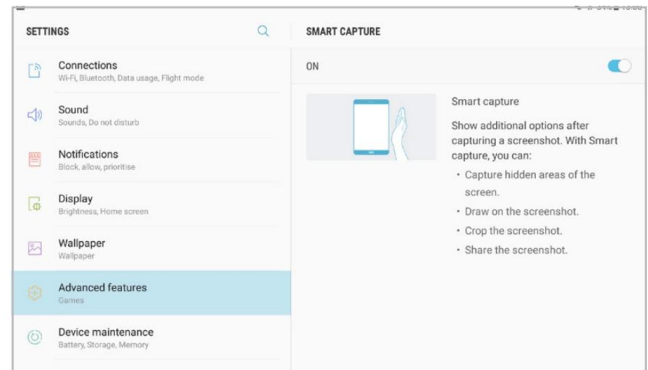 SETTINGS
Connections
Wi-Fi, Bluetooth, Data usage, Flight mode
Sound
Sounds, Do not disturb
Notifications
Block, allow, prioritise
Display
Brightness, Home screen
Wallpaper
Wallpaper
Advanced features
Games
Device maintenance
Battery, Storage, Memory
SMART CAPTURE
ON
Smart capture
Show additional options after
capturing a screenshot. With Smart
capture, you can:
• Capture hidden areas of the
screen.
• Draw on the screenshot.
• Crop the screenshot.
• Share the screenshot.